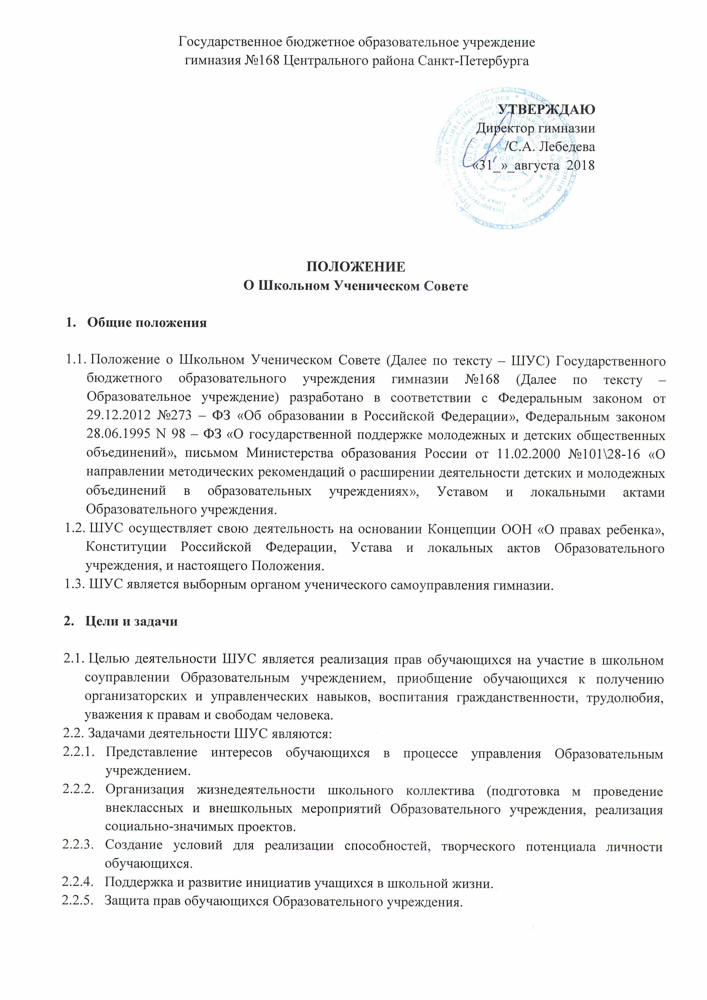 Государственное бюджетное образовательное учреждение
гимназия №168 Центрального района Санкт-Петербурга
УТВЕРЖДАЮ
Директор гимназии
/С.А. Лебедева
«31_»_августа 2018
ПОЛОЖЕНИЕ
О Школьном Ученическом Совете
1. Общие положения
1.1. Положение о Школьном Ученическом Совете (Далее по тексту – ШУС) Государственного
бюджетного образовательного учреждения гимназии №168 (Далее по тексту –
Образовательное учреждение) разработано в соответствии с Федеральным законом от
29.12.2012 №273 – ФЗ «Об образовании в Российской Федерации», Федеральным законом
28.06.1995 N 98 – ФЗ «О государственной поддержке молодежных и детских общественных
объединений», письмом Министерства образования России от 11.02.2000 №101\28-16 «О
направлении методических рекомендаций о расширении деятельности детских и молодежных
объединений в образовательных учреждениях», Уставом и локальными актами
Образовательного учреждения.
1.2. ШУС осуществляет свою деятельность на основании Концепции ООН «О правах ребенка»,
Конституции Российской Федерации, Устава и локальных актов Образовательного
учреждения, и настоящего Положения.
1.3. ШУС является выборным органом ученического самоуправления гимназии.
2. Цели и задачи
2.1. Целью деятельности ШУС является реализация прав обучающихся на участие в школьном
соуправлении Образовательным учреждением, приобщение обучающихся к получению
организаторских и управленческих навыков, воспитания гражданственности, трудолюбия,
уважения к правам и свободам человека.
2.2. Задачами деятельности ШУС являются:
2.2.1. Представление интересов обучающихся в процессе управления Образовательным
учреждением.
2.2.2. Организация жизнедеятельности школьного коллектива (подготовка м проведение
внеклассных и внешкольных мероприятий Образовательного учреждения, реализация
социально-значимых проектов.
2.2.3. Создание условий для реализации способностей, творческого потенциала личности
обучающихся.
2.2.4. Поддержка и развитие инициатив учащихся в школьной жизни.
2.2.5. Защита прав обучающихся Образовательного учреждения.